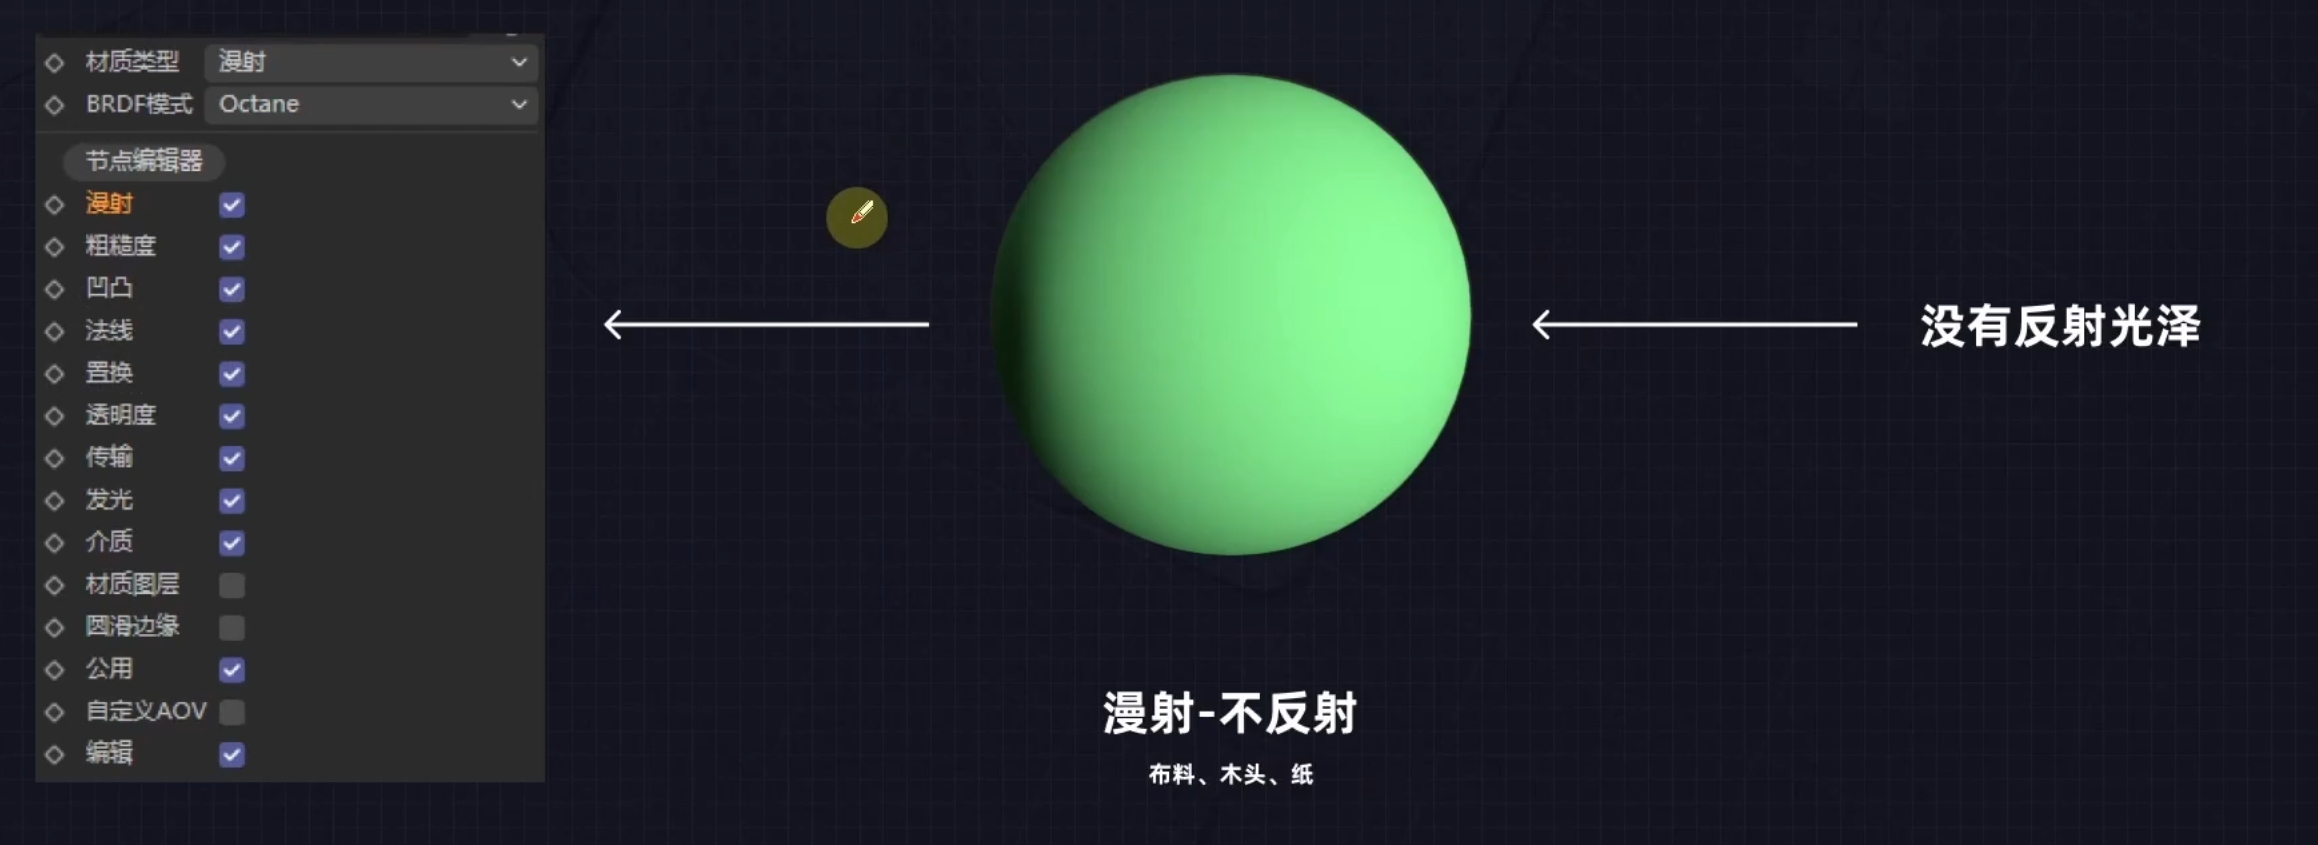 材质类型 漫射
BRDF模式 Octane
节点编辑器
漫射
粗糙度
凹凸
法线
置换
透明度
传输
发光
介质
材质图层
圆滑边缘
公用
自定义AOV
编辑
没有反射光泽
漫射-不反射
布料、木头、纸